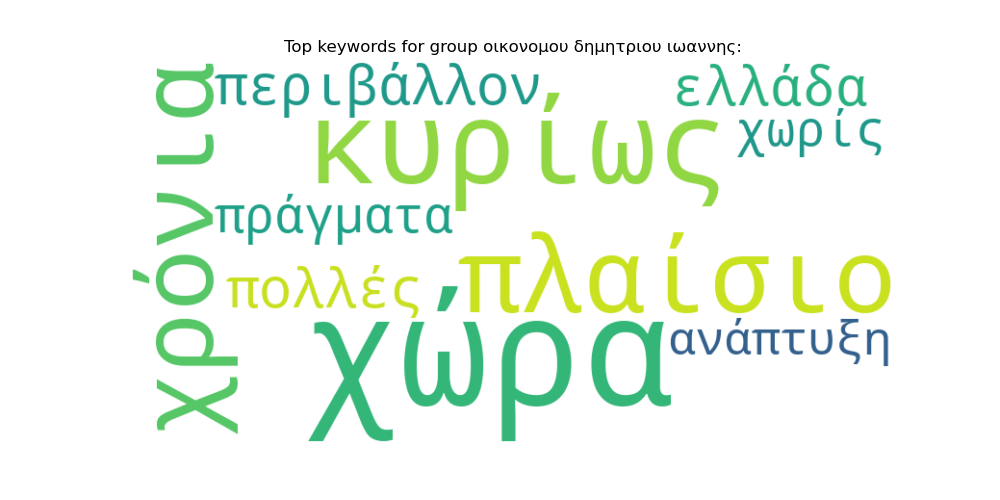 Top keywords for group οικονομου δημητριου ιωαννης:
χρόνια
περιβάλλον
ελλάδα
κυρίως
χωρίς
πράγματα
πλαίσιο
πολλές
χώρα
ανάπτυξη